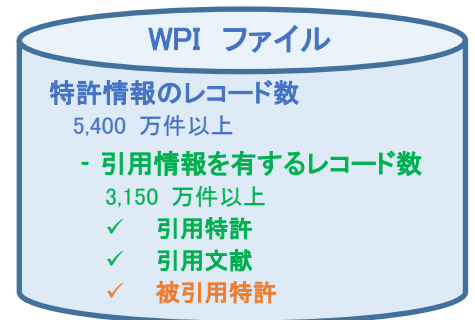 WPI ファイル
特許情報のレコード数
5,400 万件以上
- 引用情報を有するレコード数
3,150 万件以上
✓ 引用特許
✓ 引用文献
✓ 被引用特許